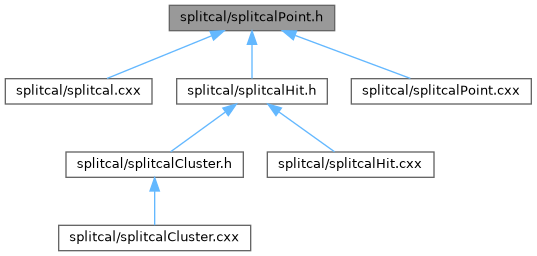 splitcal/splitcalPoint.h
splitcal/splitcal.cxx
splitcal/splitcalHit.h
splitcal/splitcalPoint.cxx
splitcal/splitcalCluster.h
splitcal/splitcalHit.cxx
splitcal/splitcalCluster.cxx